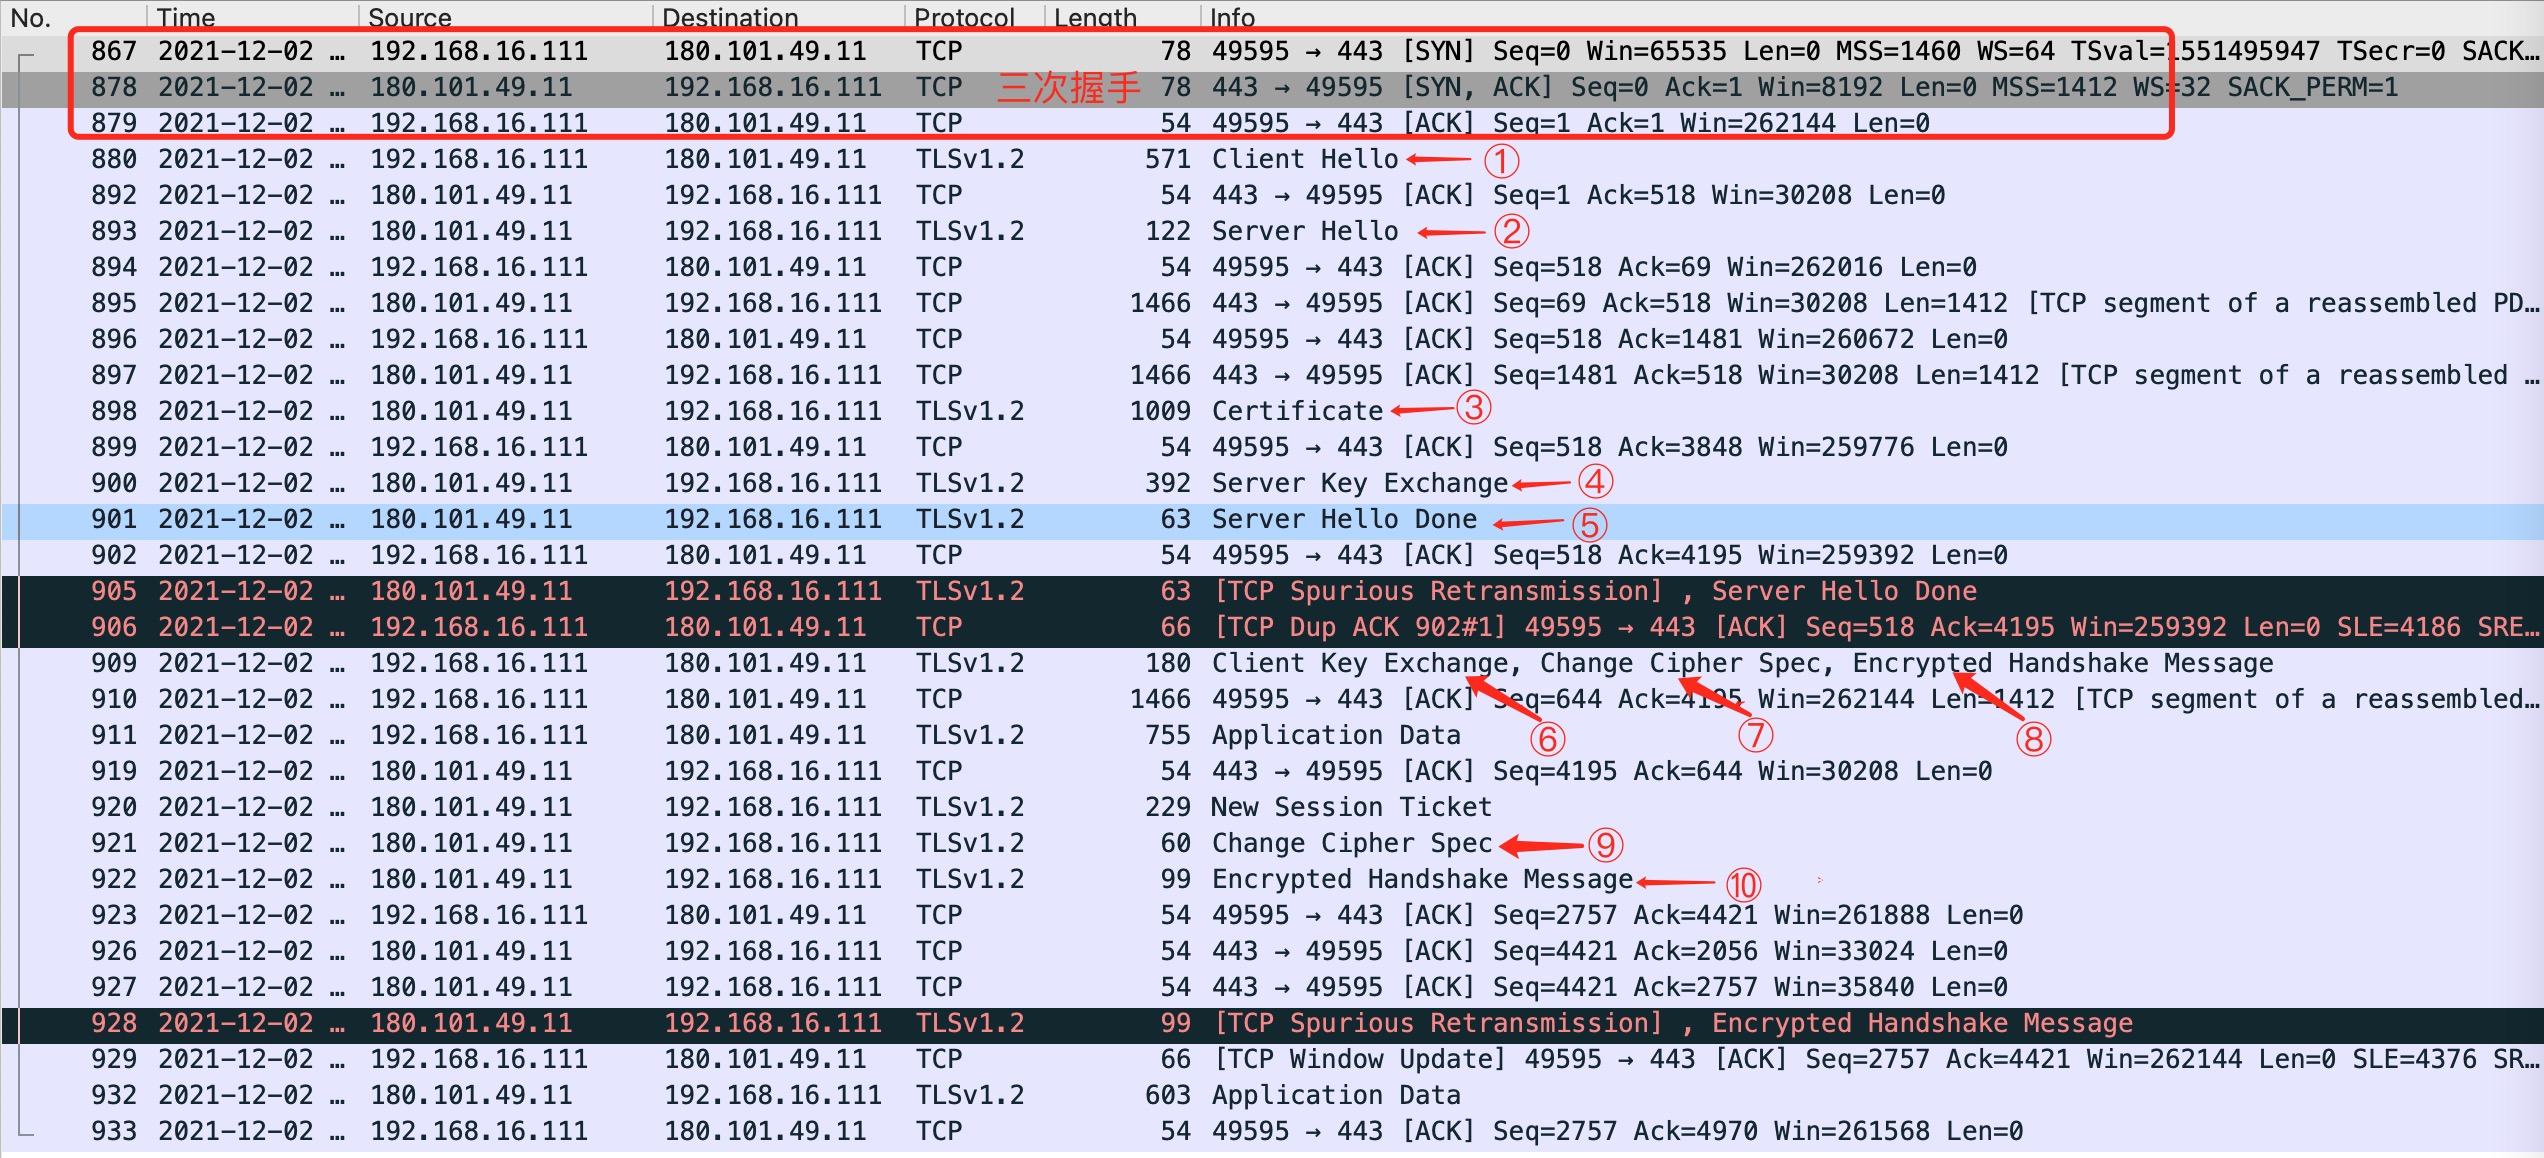 No. Time Source Destination Protocol Length Info
867 2021-12-02 … 192.168.16.111 180.101.49.11 TCP 78 49595 → 443 [SYN] Seq=0 Win=65535 Len=0 MSS=1460 WS=64 TSval=1551495947 TSecr=0 SACK…
878 2021-12-02 … 180.101.49.11 192.168.16.111 TCP 三次握手 78 443 → 49595 [SYN, ACK] Seq=0 Ack=1 Win=8192 Len=0 MSS=1412 WS=32 SACK_PERM=1
879 2021-12-02 … 192.168.16.111 180.101.49.11 TCP 54 49595 → 443 [ACK] Seq=1 Ack=1 Win=262144 Len=0
880 2021-12-02 … 192.168.16.111 180.101.49.11 TLSv1.2 571 Client Hello ①
892 2021-12-02 … 180.101.49.11 192.168.16.111 TCP 54 443 → 49595 [ACK] Seq=1 Ack=518 Win=30208 Len=0
893 2021-12-02 … 180.101.49.11 192.168.16.111 TLSv1.2 122 Server Hello ②
894 2021-12-02 … 192.168.16.111 180.101.49.11 TCP 54 49595 → 443 [ACK] Seq=518 Ack=69 Win=262016 Len=0
895 2021-12-02 … 180.101.49.11 192.168.16.111 TCP 1466 443 → 49595 [ACK] Seq=69 Ack=518 Win=30208 Len=1412 [TCP segment of a reassembled PD…
896 2021-12-02 … 192.168.16.111 180.101.49.11 TCP 54 49595 → 443 [ACK] Seq=518 Ack=1481 Win=260672 Len=0
897 2021-12-02 … 180.101.49.11 192.168.16.111 TCP 1466 443 → 49595 [ACK] Seq=1481 Ack=518 Win=30208 Len=1412 [TCP segment of a reassembled …
898 2021-12-02 … 180.101.49.11 192.168.16.111 TLSv1.2 1009 Certificate ③
899 2021-12-02 … 192.168.16.111 180.101.49.11 TCP 54 49595 → 443 [ACK] Seq=518 Ack=3848 Win=259776 Len=0
900 2021-12-02 … 180.101.49.11 192.168.16.111 TLSv1.2 392 Server Key Exchange ④
901 2021-12-02 … 180.101.49.11 192.168.16.111 TLSv1.2 63 Server Hello Done ⑤
902 2021-12-02 … 192.168.16.111 180.101.49.11 TCP 54 49595 → 443 [ACK] Seq=518 Ack=4195 Win=259392 Len=0
905 2021-12-02 … 180.101.49.11 192.168.16.111 TLSv1.2 63 [TCP Spurious Retransmission] , Server Hello Done
906 2021-12-02 … 192.168.16.111 180.101.49.11 TCP 66 [TCP Dup ACK 902#1] 49595 → 443 [ACK] Seq=518 Ack=4195 Win=259392 Len=0 SLE=4186 SRE…
909 2021-12-02 … 192.168.16.111 180.101.49.11 TLSv1.2 180 Client Key Exchange, Change Cipher Spec, Encrypted Handshake Message
910 2021-12-02 … 192.168.16.111 180.101.49.11 TCP 1466 49595 → 443 [ACK] Seq=644 Ack=4195 Win=262144 Len=1412 [TCP segment of a reassembled…
911 2021-12-02 … 192.168.16.111 180.101.49.11 TLSv1.2 755 Application Data ⑥ ⑦ ⑧
919 2021-12-02 … 180.101.49.11 192.168.16.111 TCP 54 443 → 49595 [ACK] Seq=4195 Ack=644 Win=30208 Len=0
920 2021-12-02 … 180.101.49.11 192.168.16.111 TLSv1.2 229 New Session Ticket
921 2021-12-02 … 180.101.49.11 192.168.16.111 TLSv1.2 60 Change Cipher Spec ⑨
922 2021-12-02 … 180.101.49.11 192.168.16.111 TLSv1.2 99 Encrypted Handshake Message ⑩
923 2021-12-02 … 192.168.16.111 180.101.49.11 TCP 54 49595 → 443 [ACK] Seq=2757 Ack=4421 Win=261888 Len=0
926 2021-12-02 … 180.101.49.11 192.168.16.111 TCP 54 443 → 49595 [ACK] Seq=4421 Ack=2056 Win=33024 Len=0
927 2021-12-02 … 180.101.49.11 192.168.16.111 TCP 54 443 → 49595 [ACK] Seq=4421 Ack=2757 Win=35840 Len=0
928 2021-12-02 … 180.101.49.11 192.168.16.111 TLSv1.2 99 [TCP Spurious Retransmission] , Encrypted Handshake Message
929 2021-12-02 … 192.168.16.111 180.101.49.11 TCP 66 [TCP Window Update] 49595 → 443 [ACK] Seq=2757 Ack=4421 Win=262144 Len=0 SLE=4376 SR…
932 2021-12-02 … 180.101.49.11 192.168.16.111 TLSv1.2 603 Application Data
933 2021-12-02 … 192.168.16.111 180.101.49.11 TCP 54 49595 → 443 [ACK] Seq=2757 Ack=4970 Win=261568 Len=0